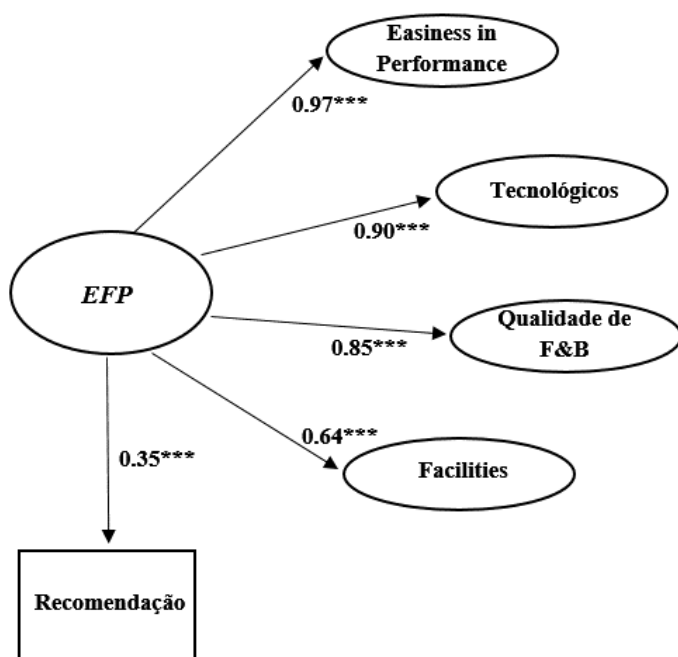 Easiness in
Performance
0.97***
Tecnológicos
0.90***
EFP
Qualidade de
F&B
0.85***
0.64***
Facilities
0.35***
Recomendação